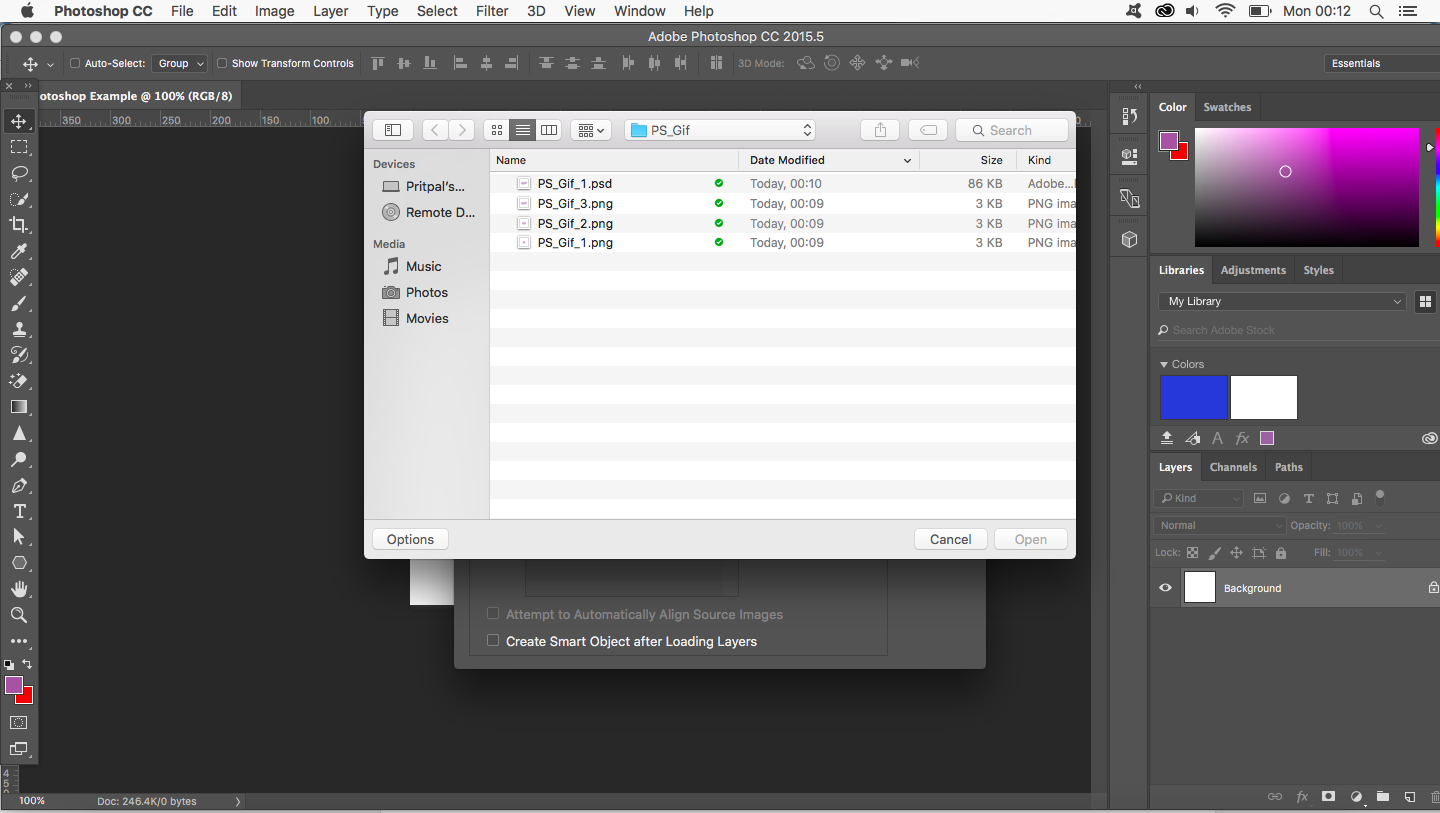 Photoshop CC File Edit Image Layer Type Select Filter 3D View Window Help Mon 00:12
Adobe Photoshop CC 2015.5
Auto-Select: Group Show Transform Controls 3D Mode: Essentials
otoshop Example @ 100% (RGB/8)
350 300 250 200 150 100
PS_Gif
Search
Devices
Pritpal's...
Remote D...
Media
Music
Photos
Movies
Name Date Modified Size Kind
PS_Gif_1.psd Today, 00:10 86 KB Adobe...
PS_Gif_3.png Today, 00:09 3 KB PNG ima
PS_Gif_2.png Today, 00:09 3 KB PNG ima
PS_Gif_1.png Today, 00:09 3 KB PNG ima
Options Cancel Open
Attempt to Automatically Align Source Images
Create Smart Object after Loading Layers
Color Swatches
Libraries Adjustments Styles
My Library
Search Adobe Stock
Colors
A fx
Layers Channels Paths
Kind
Normal Opacity: 100%
Lock: Fill: 100%
Background
fx
4
5
100% Doc: 246.4K/0 bytes